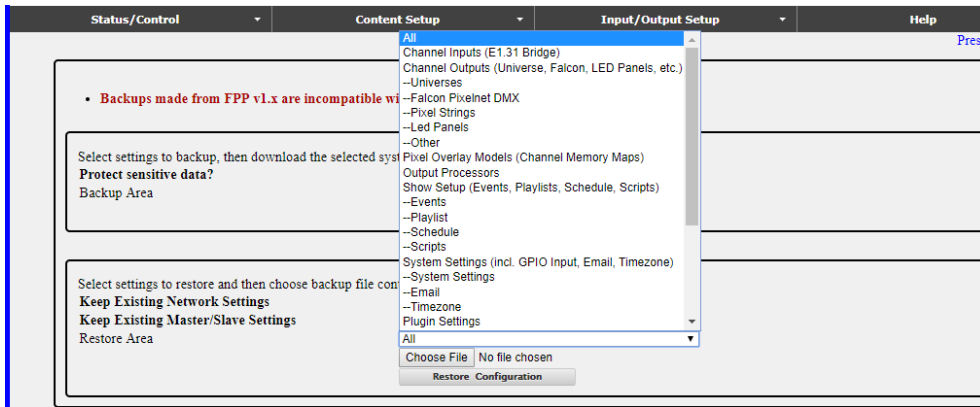 Status/Control Content Setup Input/Output Setup Help
All
Channel Inputs (E1.31 Bridge)
Channel Outputs (Universe, Falcon, LED Panels, etc.)
--Universes
--Falcon Pixelnet DMX
--Pixel Strings
--Led Panels
--Other
Pixel Overlay Models (Channel Memory Maps)
Output Processors
Show Setup (Events, Playlists, Schedule, Scripts)
--Events
--Playlist
--Schedule
--Scripts
System Settings (incl. GPIO Input, Email, Timezone)
--System Settings
--Email
--Timezone
Plugin Settings
Backups made from FPP v1.x are incompatible
Select settings to backup, then download the selected
Protect sensitive data?
Backup Area
Select settings to restore and then choose backup file
Keep Existing Network Settings
Keep Existing Master/Slave Settings
Restore Area
All
Choose File No file chosen
Restore Configuration